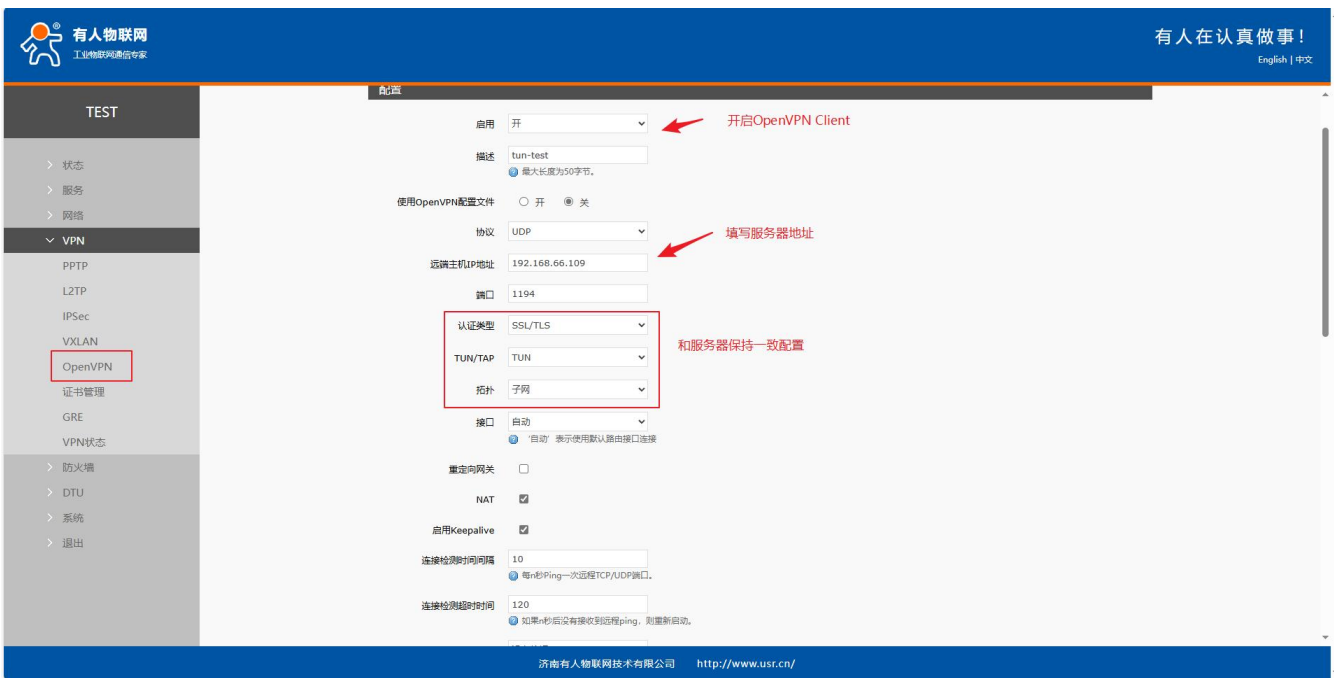 有人物联网
工业物联网通信专家
有人在认真做事！
English | 中文
TEST
状态
服务
网络
VPN
PPTP
L2TP
IPSec
VXLAN
OpenVPN
证书管理
GRE
VPN状态
防火墙
DTU
系统
退出
配置
启用 开
开启OpenVPN Client
描述 tun-test
最大长度为50字节。
使用OpenVPN配置文件 开 关
协议 UDP
填写服务器地址
远端主机IP地址 192.168.66.109
端口 1194
认证类型 SSL/TLS
TUN/TAP TUN
和服务器保持一致配置
拓扑 子网
接口 自动
‘自动’表示使用默认路由接口连接
重定向网关
NAT
启用Keepalive
连接检测时间间隔 10
每n秒Ping一次远程TCP/UDP端口。
连接检测超时时间 120
如果n秒后没有接收到远程ping，则重新启动。
济南有人物联网技术有限公司 http://www.usr.cn/